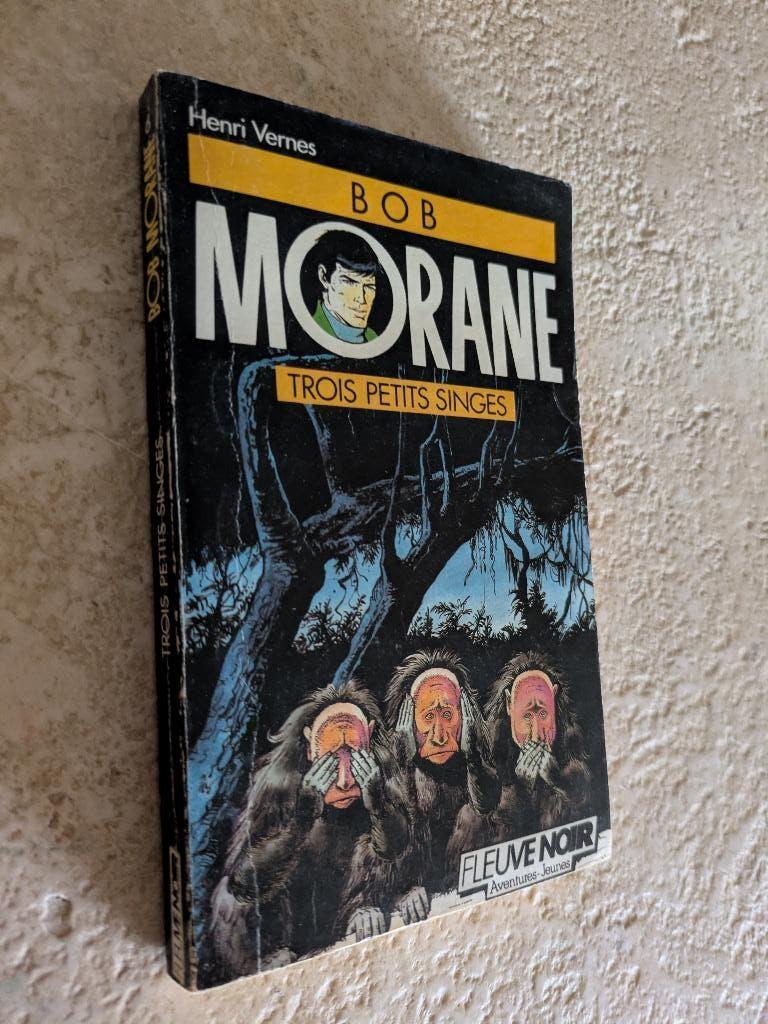 Henri Vernes
BOB
MORANE
TROIS PETITS SINGES
FLEUVE NOIR
Aventures-Jeunes
BOB MORANE
TROIS PETITS SINGES